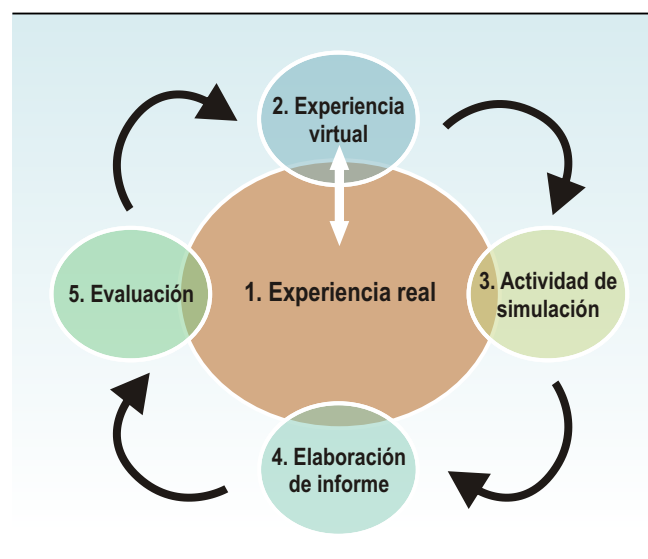 2. Experiencia
virtual
5. Evaluación
1. Experiencia real
3. Actividad de
simulación
4. Elaboración
de informe